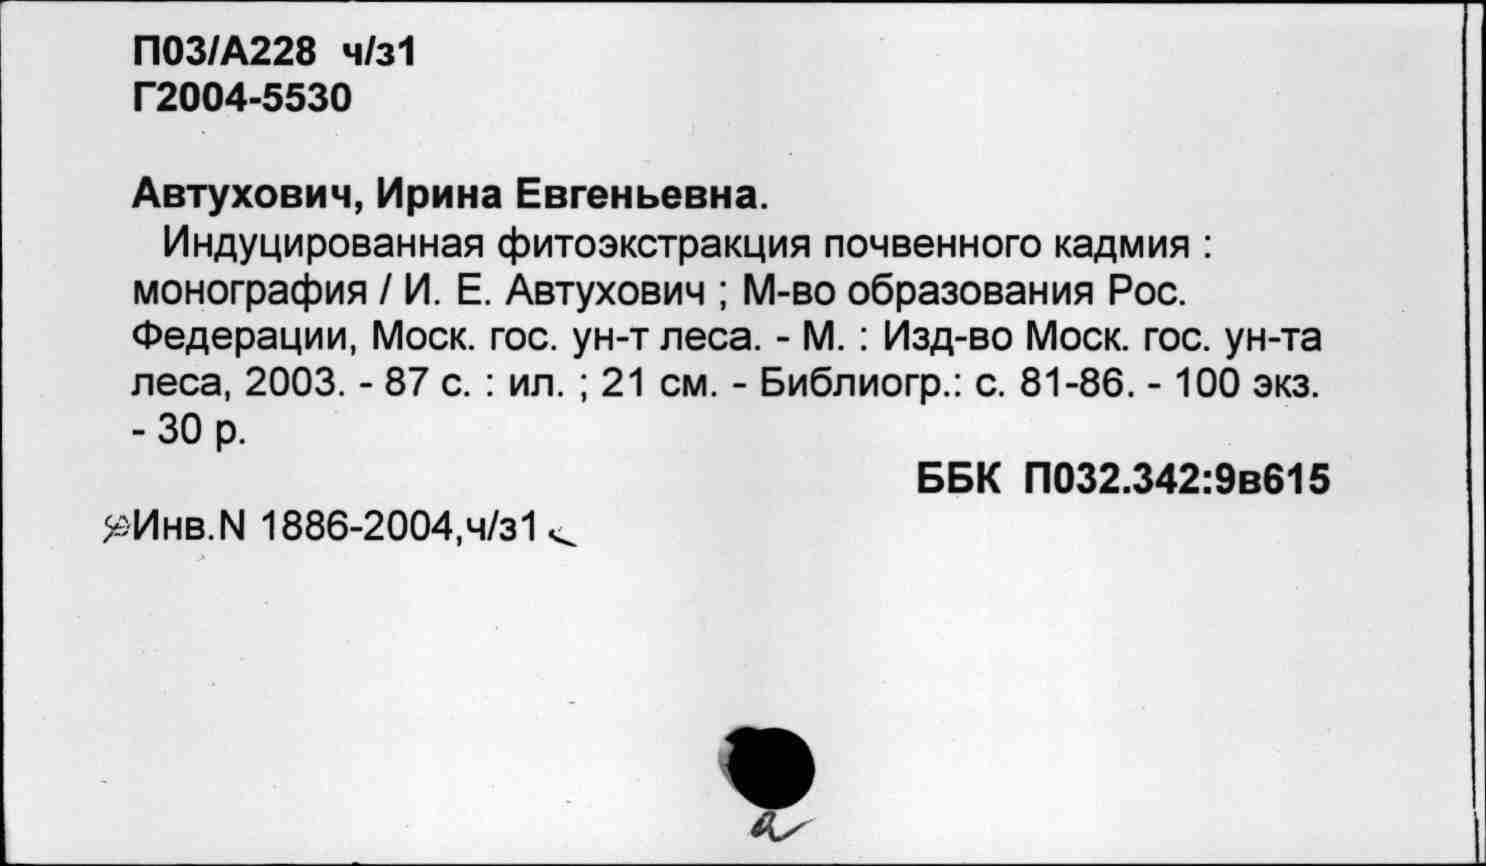 П03/А228 ч/з1
Г2004-5530
Автухович, Ирина Евгеньевна.
Индуцированная фитоэкстракция почвенного кадмия :
монография / И. Е. Автухович ; М-во образования Рос.
Федерации, Моск. гос. ун-т леса. - М. : Изд-во Моск. гос. ун-та
леса, 2003. - 87 с. : ил. ; 21 см. - Библиогр.: с. 81-86. - 100 экз.
- 30 р.
ББК П032.342:9в615
Инв.N 1886-2004,ч/з1